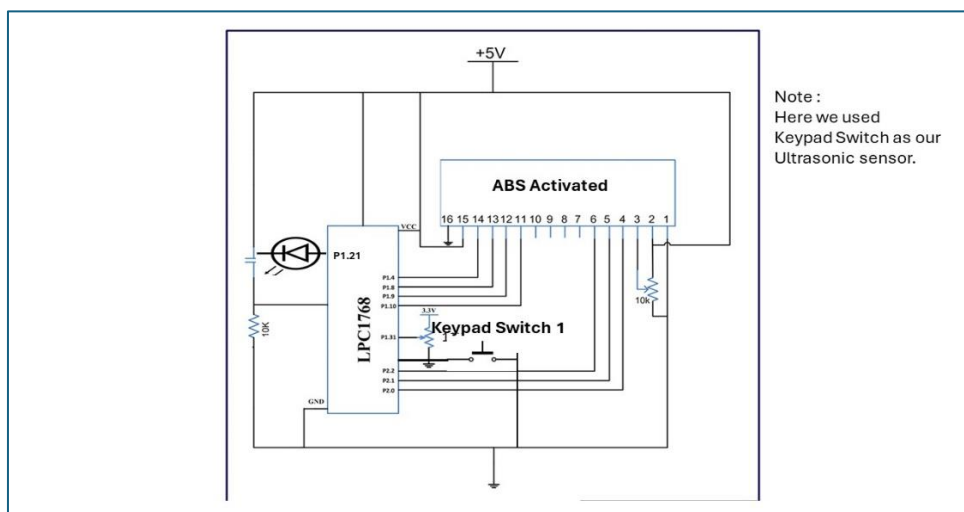 +5V
Note :
Here we used
Keypad Switch as our
Ultrasonic sensor.
ABS Activated
16 15 14 13 12 11 10 9 8 7 6 5 4 3 2 1
VCC
P1.21
P1.4
P1.8
P1.9
P1.10
10k
3.3V
10K
LPC1768
Keypad Switch 1
P1.31
P2.2
P2.1
P2.0
GND